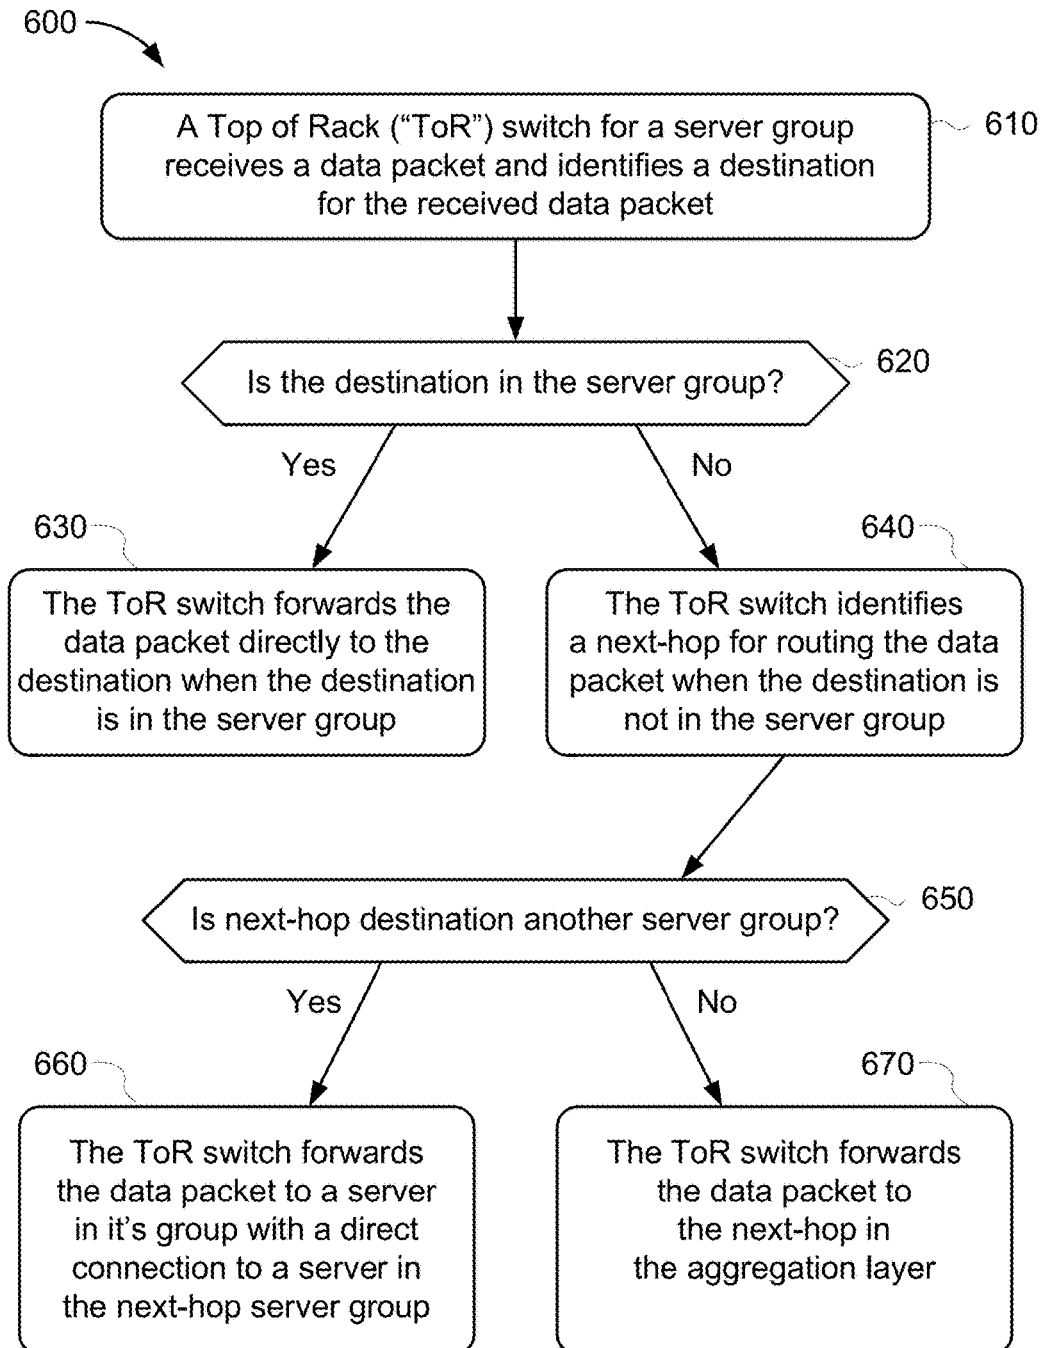 600
A Top of Rack (“ToR”) switch for a server group
receives a data packet and identifies a destination
for the received data packet
610
Is the destination in the server group?
620
Yes
No
630
The ToR switch forwards the
data packet directly to the
destination when the destination
is in the server group
640
The ToR switch identifies
a next-hop for routing the data
packet when the destination is
not in the server group
Is next-hop destination another server group?
650
Yes
No
660
The ToR switch forwards
the data packet to a server
in it’s group with a direct
connection to a server in
the next-hop server group
670
The ToR switch forwards
the data packet to
the next-hop in
the aggregation layer